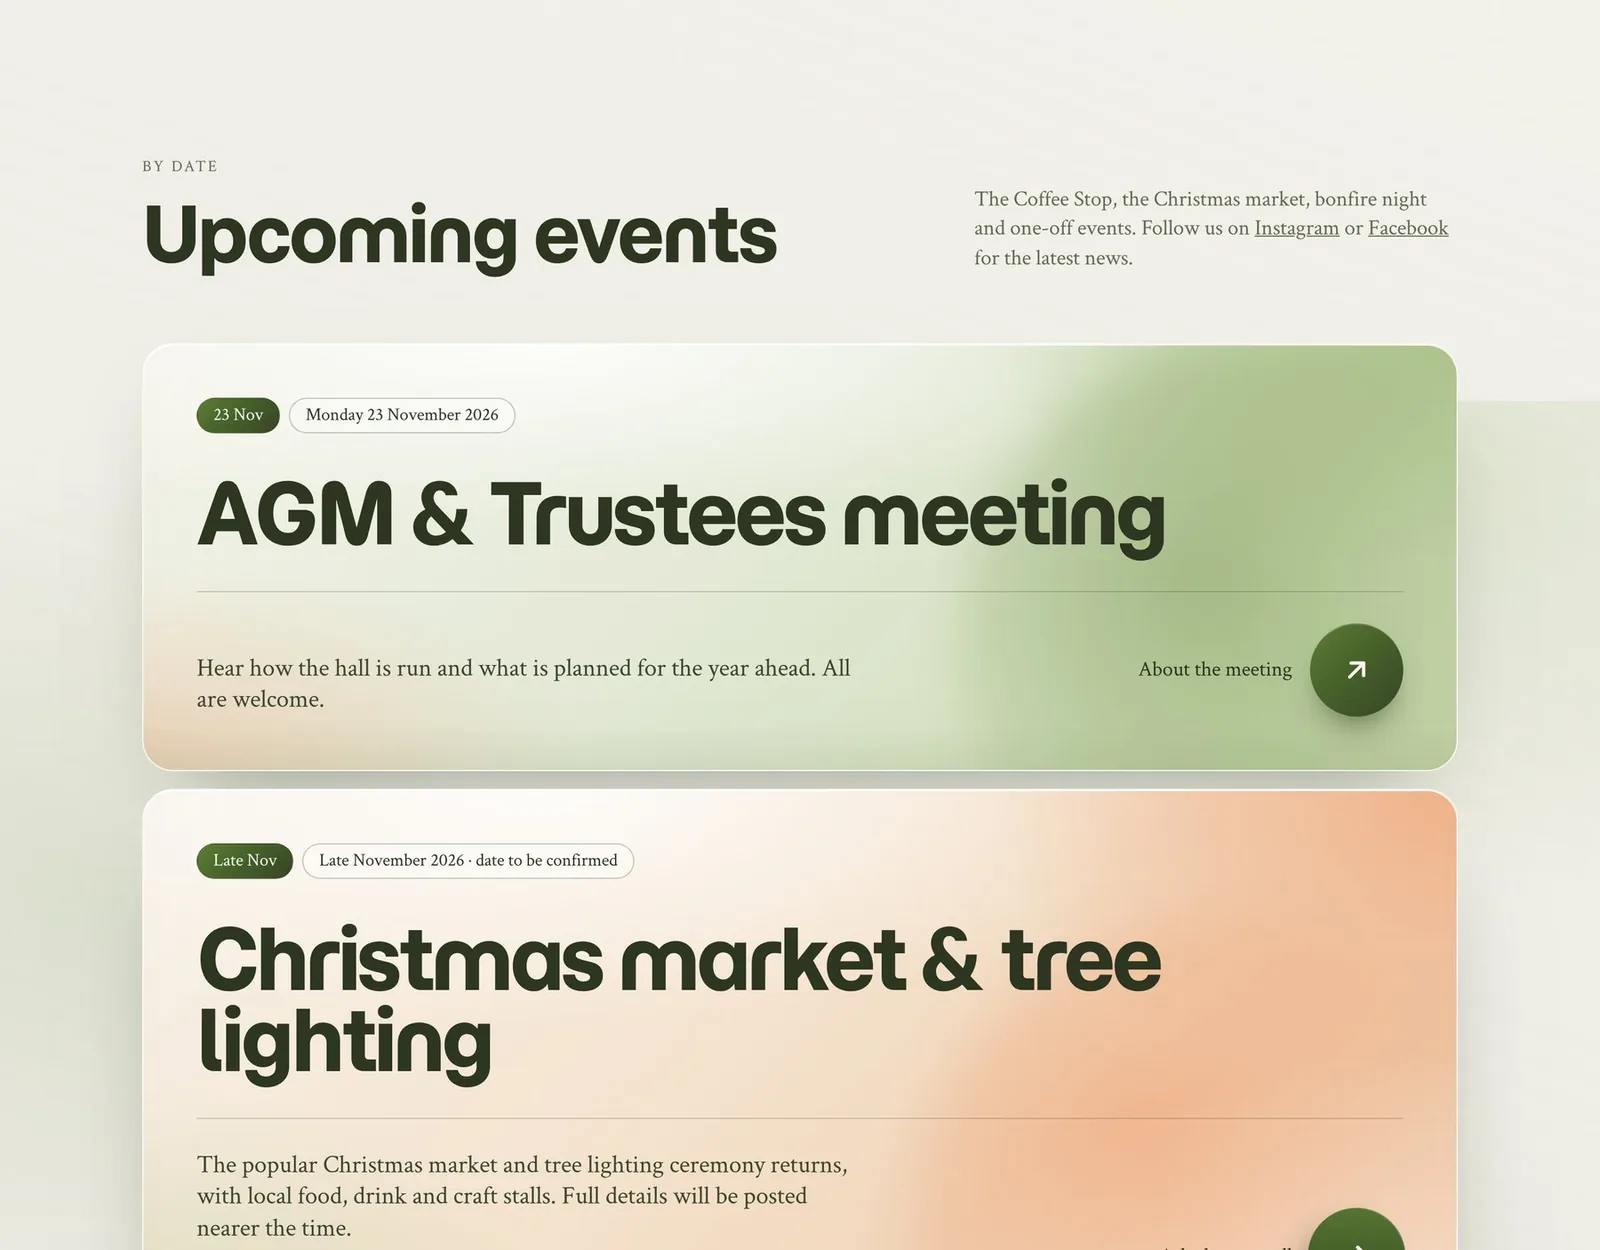 BY DATE
Upcoming events
The Coffee Stop, the Christmas market, bonfire night
and one-off events. Follow us on Instagram or Facebook
for the latest news.
23 Nov
Monday 23 November 2026
AGM & Trustees meeting
Hear how the hall is run and what is planned for the year ahead. All
are welcome.
About the meeting
Late Nov
Late November 2026 · date to be confirmed
Christmas market & tree
lighting
The popular Christmas market and tree lighting ceremony returns,
with local food, drink and craft stalls. Full details will be posted
nearer the time.